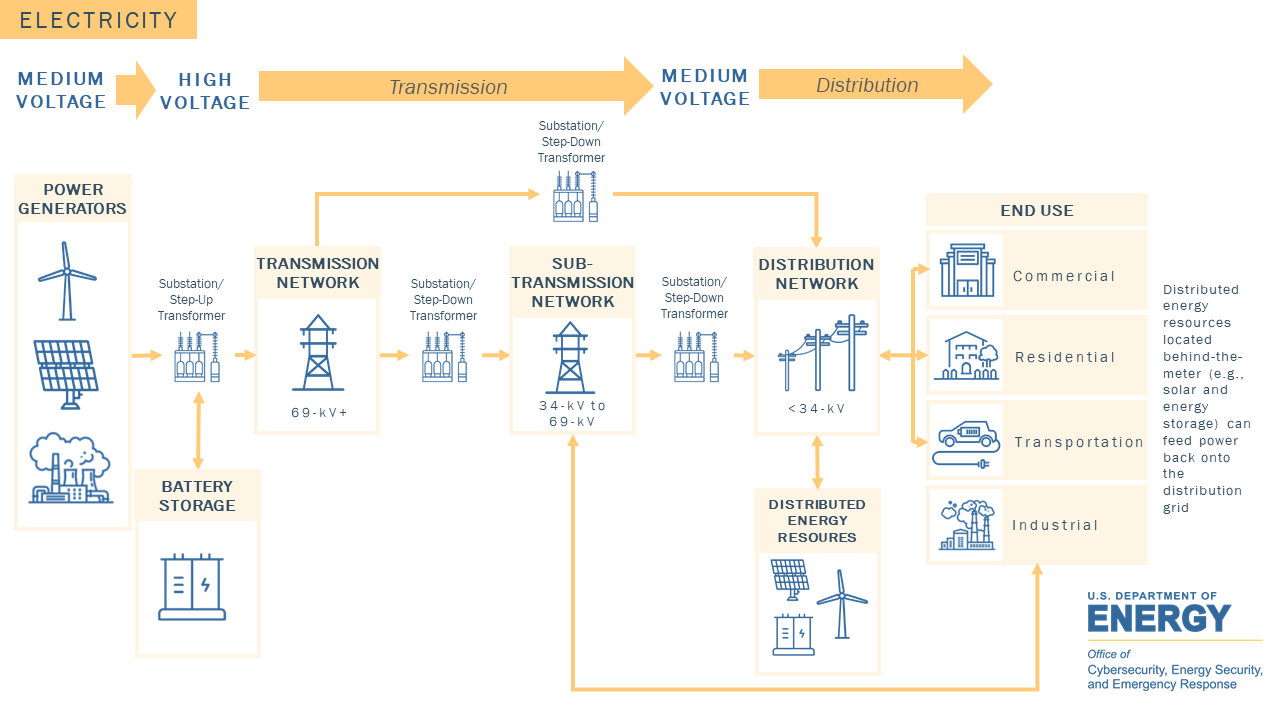 ELECTRICITY
MEDIUM
VOLTAGE
HIGH
VOLTAGE
Transmission
MEDIUM
VOLTAGE
Distribution
Substation/
Step-Down
Transformer
POWER
GENERATORS
Substation/
Step-Up
Transformer
BATTERY
STORAGE
TRANSMISSION
NETWORK
69-kV+
Substation/
Step-Down
Transformer
SUB-
TRANSMISSION
NETWORK
34-kV to
69-kV
Substation/
Step-Down
Transformer
DISTRIBUTION
NETWORK
<34-kV
DISTRIBUTED
ENERGY
RESOURES
END USE
Commercial
Residential
Transportation
Industrial
Distributed
energy
resources
located
behind-the-
meter (e.g.,
solar and
energy
storage) can
feed power
back onto
the
distribution
grid
U.S. DEPARTMENT OF
ENERGY
Office of
Cybersecurity, Energy Security,
and Emergency Response